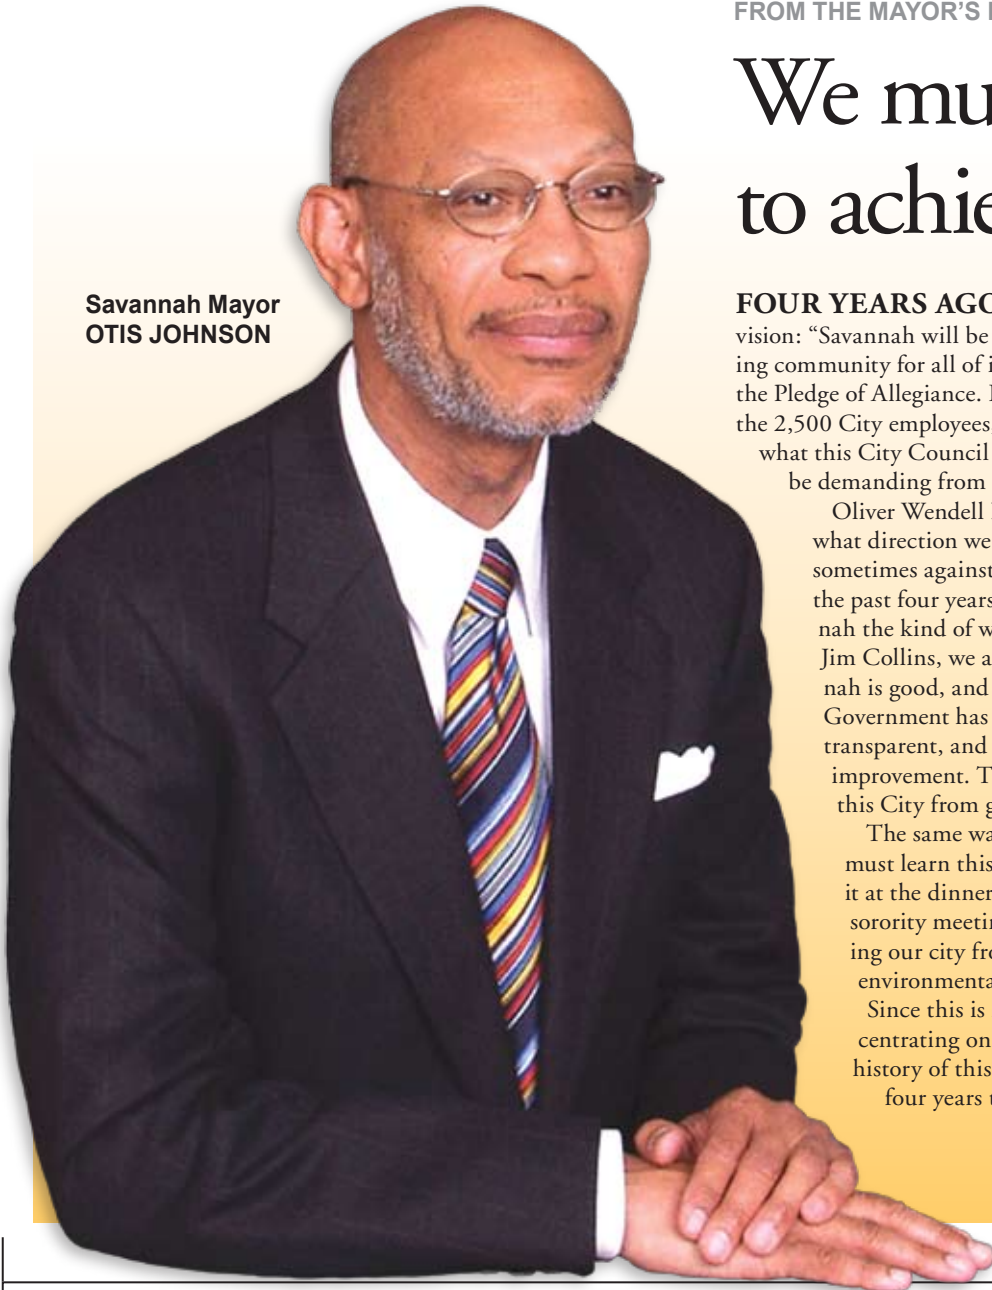 FROM THE MAYOR'S
We mu
to achie
Savannah Mayor
OTIS JOHNSON
FOUR YEARS AGO
vision: “Savannah will be
ing community for all of i
the Pledge of Allegiance.
the 2,500 City employees
what this City Council
be demanding from
Oliver Wendell
what direction we
sometimes against
the past four years
nah the kind of w
Jim Collins, we a
nah is good, and
Government has
transparent, and
improvement. T
this City from g
The same wa
must learn this
it at the dinner
sorority meetin
ing our city fro
environmenta
Since this is
centrating on
history of this
four years t